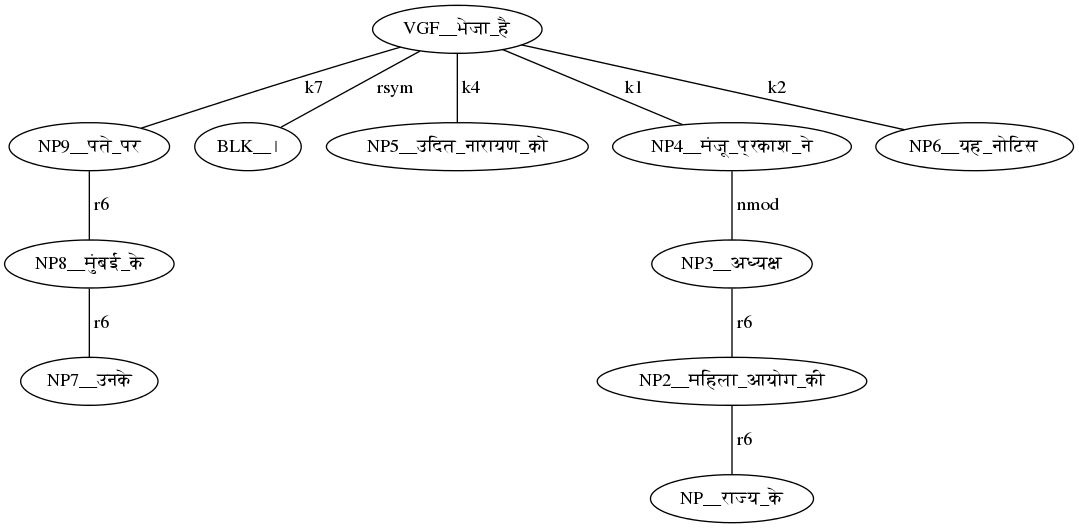 VGF__भेजा_है
k7 rsym k4 k1 k2
NP9__पते_पर BLK__। NP5__उदित_नारायण_को NP4__मंजू_प्रकाश_ने NP6__यह_नोटिस
r6 nmod
NP8__मुंबई_के NP3__अध्यक्ष
r6 r6
NP7__उनके NP2__महिला_आयोग_की
r6
NP__राज्य_के